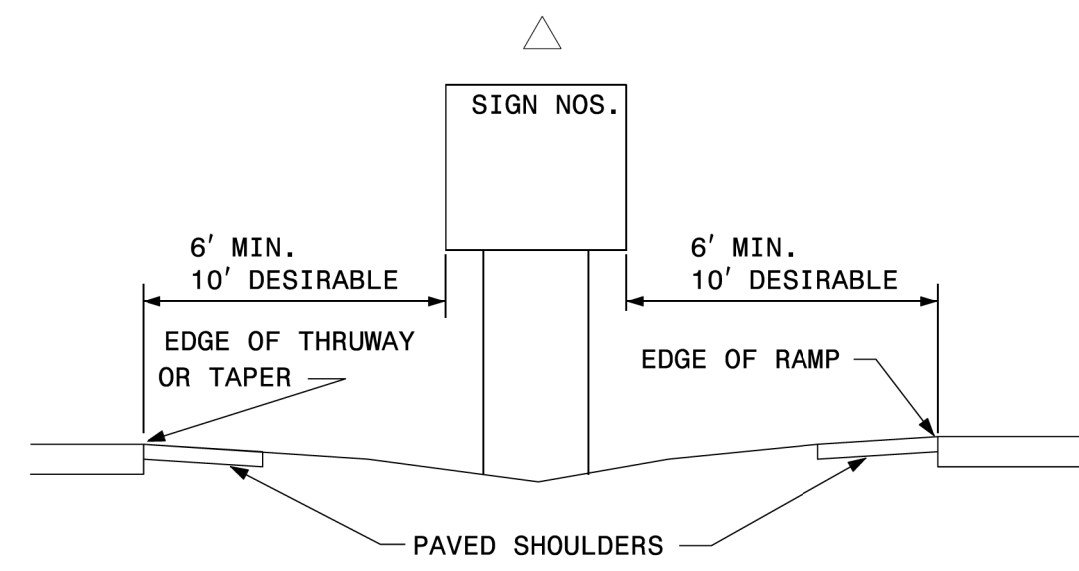 SIGN NOS.
6' MIN.
10' DESIRABLE
6' MIN.
10' DESIRABLE
EDGE OF THRUWAY
OR TAPER
EDGE OF RAMP
PAVED SHOULDERS